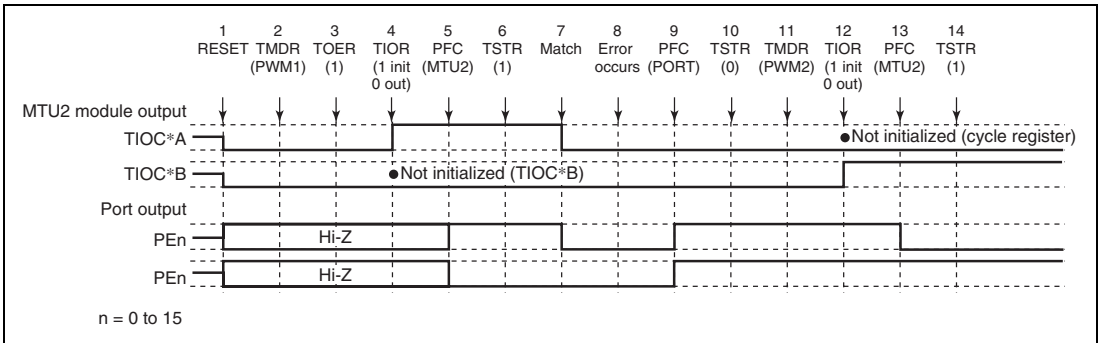 1 2 3 4 5 6 7 8 9 10 11 12 13 14
RESET TMDR TOER TIOR PFC TSTR Match Error PFC TSTR TMDR TIOR PFC TSTR
(PWM1) (1) (1 init (MTU2) (1) occurs (PORT) (0) (PWM2) (1 init (MTU2) (1)
0 out) 0 out)
MTU2 module output
TIOC*A ●Not initialized (cycle register)
TIOC*B ●Not initialized (TIOC*B)
Port output
PEn Hi-Z
PEn Hi-Z
n = 0 to 15